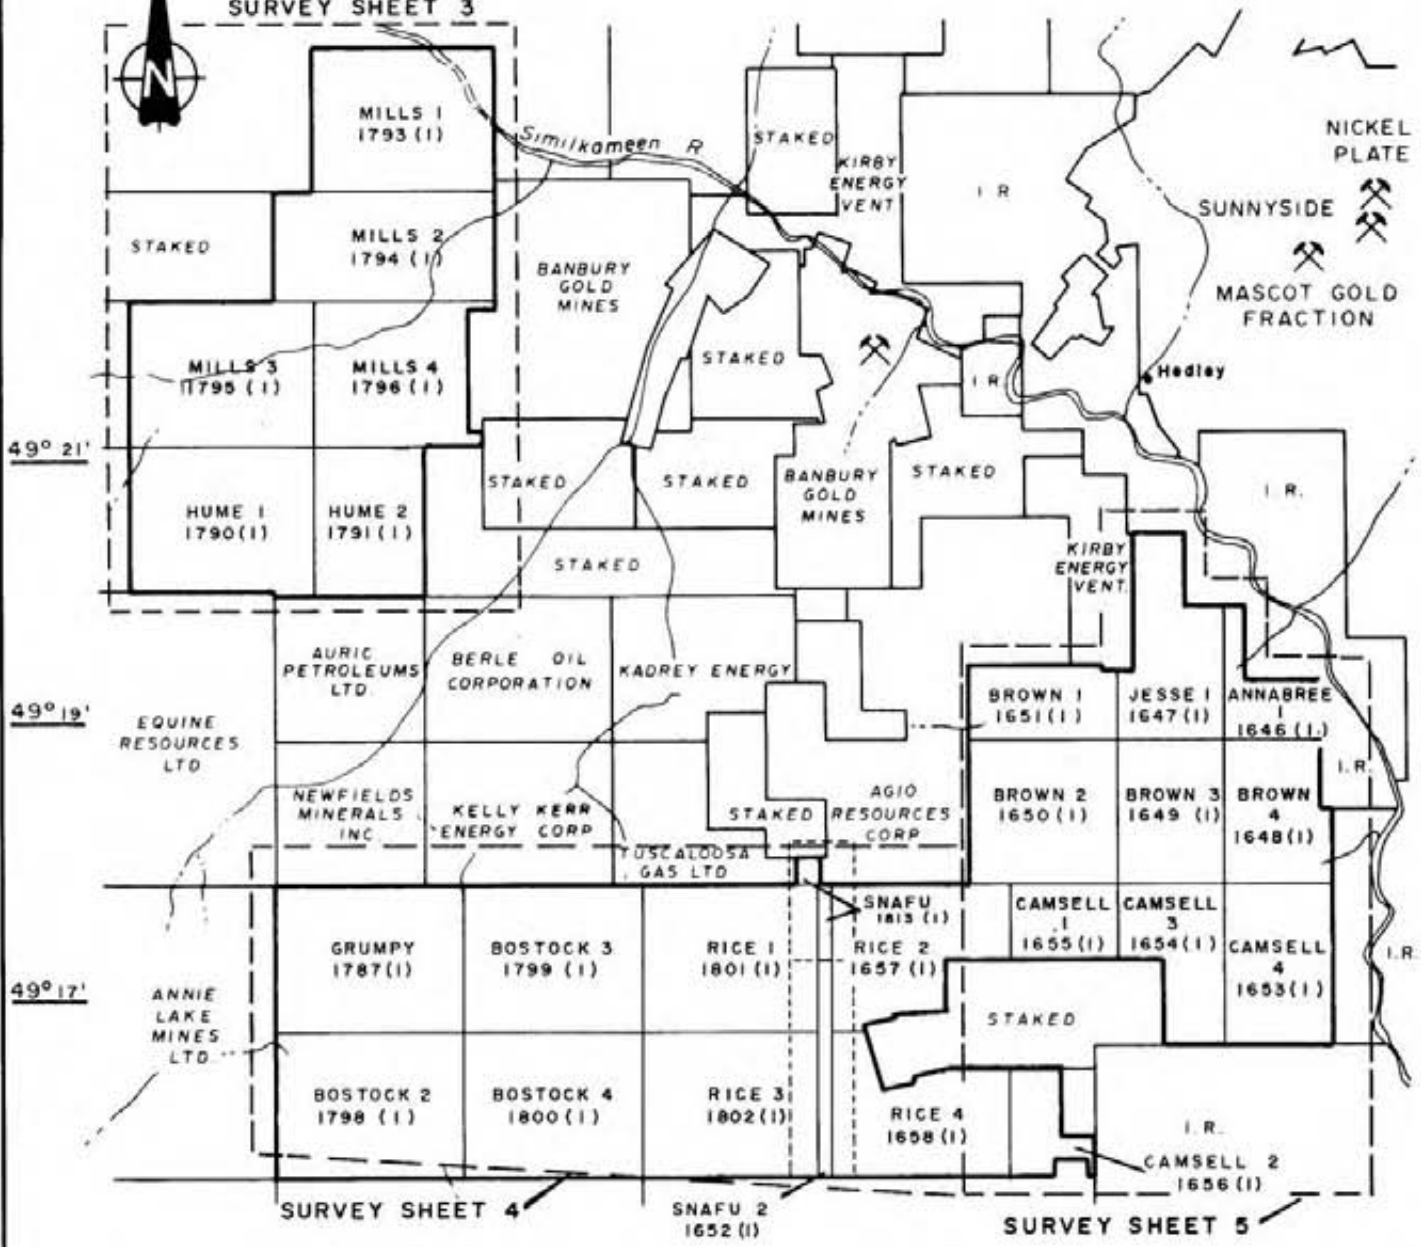 SURVEY SHEET 3
N
MILLS 1
1793 (1)
Similkameen R
STAKED
KIRBY
ENERGY
VENT
I R
NICKEL
PLATE
SUNNYSIDE
MASCOT GOLD
FRACTION
STAKED
MILLS 2
1794 (1)
BANBURY
GOLD
MINES
MILLS 3
1795 (1)
MILLS 4
1796 (1)
STAKED
I R
Hedley
49° 21'
STAKED
STAKED
BANBURY
GOLD
MINES
STAKED
I. R.
HUME 1
1790(1)
HUME 2
1791(1)
STAKED
KIRBY
ENERGY
VENT.
AURIC
PETROLEUMS
LTD
BERLE OIL
CORPORATION
KADREY ENERGY
49° 19'
EQUINE
RESOURCES
LTD
BROWN 1
1651(1)
JESSE 1
1647(1)
ANNABREE
1
1646(1.)
I.R.
NEWFIELDS
MINERALS
INC.
KELLY KERR
ENERGY CORP
STAKED
AGIO
RESOURCES
CORP
BROWN 2
1650(1)
BROWN 3
1649 (1)
BROWN
4
1648(1)
TUSCALOOSA
GAS LTD
SNAFU
1813 (1)
CAMSELL
1
1655(1)
CAMSELL
3
1654(1)
CAMSELL
4
1653(1)
I.R.
GRUMPY
1787(1)
BOSTOCK 3
1799 (1)
RICE 1
1801(1)
RICE 2
1657(1)
49° 17'
ANNIE
LAKE
MINES
LTD
STAKED
BOSTOCK 2
1798 (1)
BOSTOCK 4
1800(1)
RICE 3
1802(1)
RICE 4
1658(1)
I.R.
CAMSELL 2
1656(1)
SURVEY SHEET 4
SNAFU 2
1652 (1)
SURVEY SHEET 5